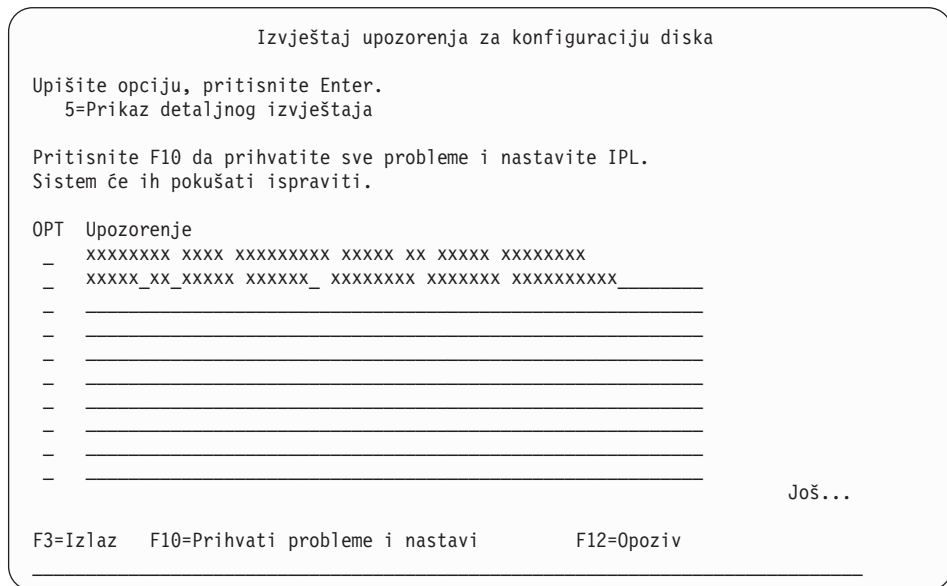 Izvještaj upozorenja za konfiguraciju diska
Upišite opciju, pritisnite Enter.
5=Prikaz detaljnog izvještaja
Pritisnite F10 da prihvatite sve probleme i nastavite IPL.
Sistem će ih pokušati ispraviti.
OPT Upozorenje
_ xxxxxxxx xxxx xxxxxxxxx xxxxx xx xxxxx xxxxxxxx
_ xxxxx_xx_xxxxx xxxxxx_ xxxxxxxx xxxxxxx xxxxxxxxxx________
Još...
F3=Izlaz F10=Prihvati probleme i nastavi F12=Opoziv